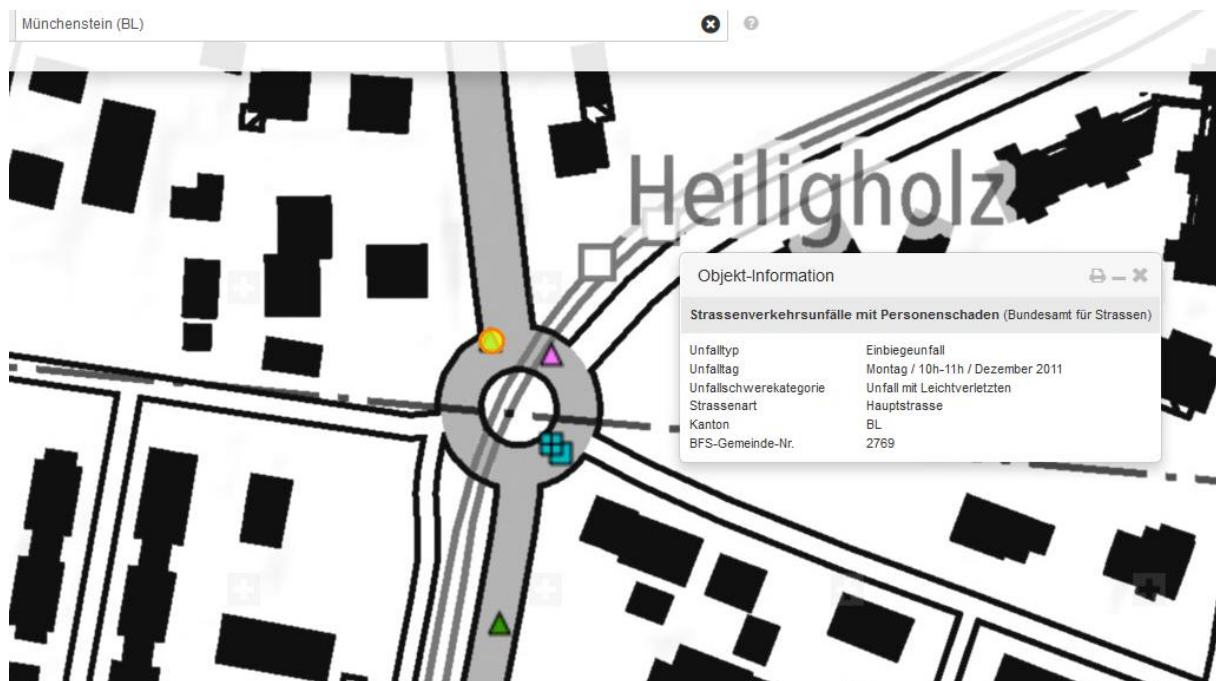 Münchenstein (BL)
Heiligholz
Objekt-Information
Strassenverkehrsunfälle mit Personenschaden (Bundesamt für Strassen)
Unfalltyp Einbiegeunfall
Unfalltag Montag / 10h-11h / Dezember 2011
Unfallschwerekategorie Unfall mit Leichtverletzten
Strassenart Hauptstrasse
Kanton BL
BFS-Gemeinde-Nr. 2769